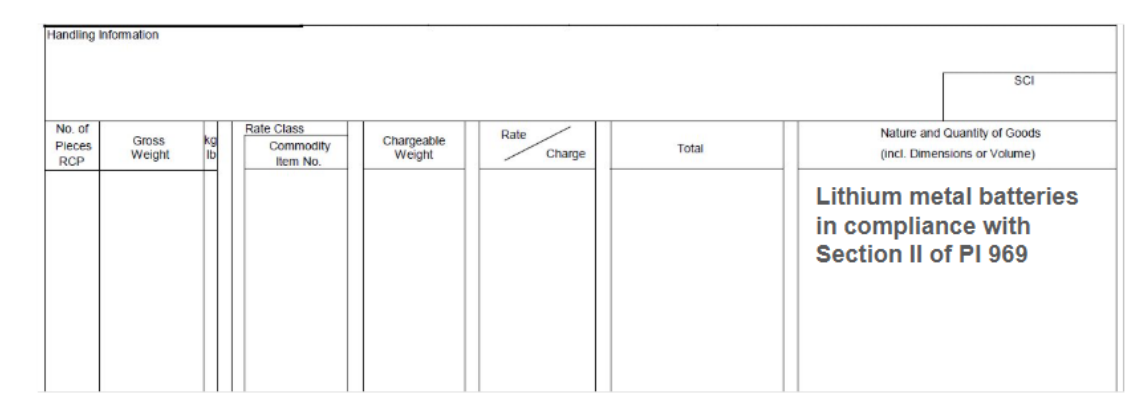 Handling Information
SCI
No. of
Pieces
RCP
Gross
Weight
kg
lb
Rate Class
Commodity
Item No.
Chargeable
Weight
Rate
Charge
Total
Nature and Quantity of Goods
(incl. Dimensions or Volume)
Lithium metal batteries
in compliance with
Section II of PI 969